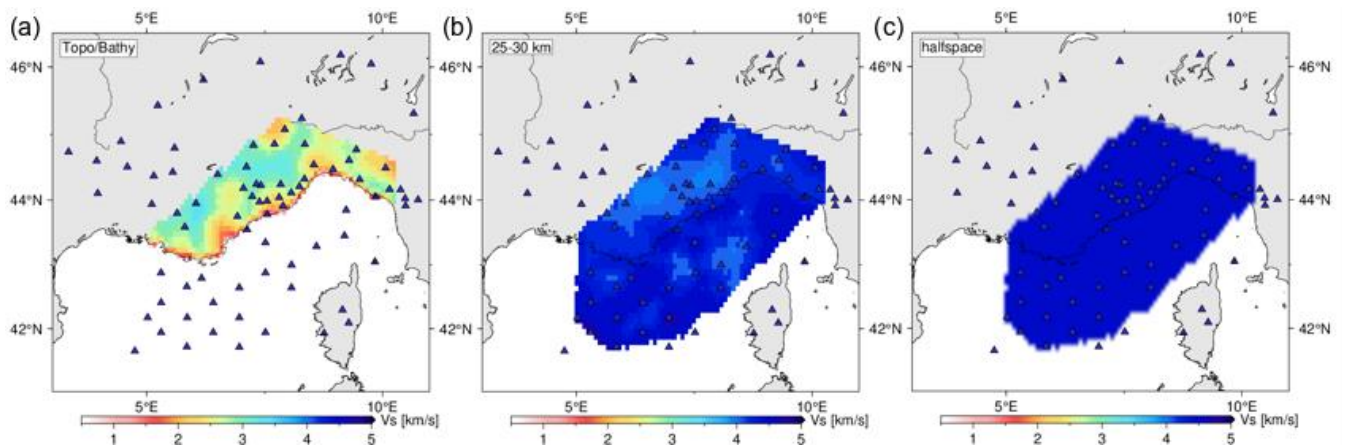 (a) 5°E 10°E (b) 5°E 10°E (c) 5°E 10°E
Topo/Bathy 25-30 km halfspace
46°N 46°N
44°N 44°N
42°N 42°N
5°E 10°E 5°E 10°E 5°E 10°E
Vs [km/s] Vs [km/s] Vs [km/s]
1 2 3 4 5 1 2 3 4 5 1 2 3 4 5